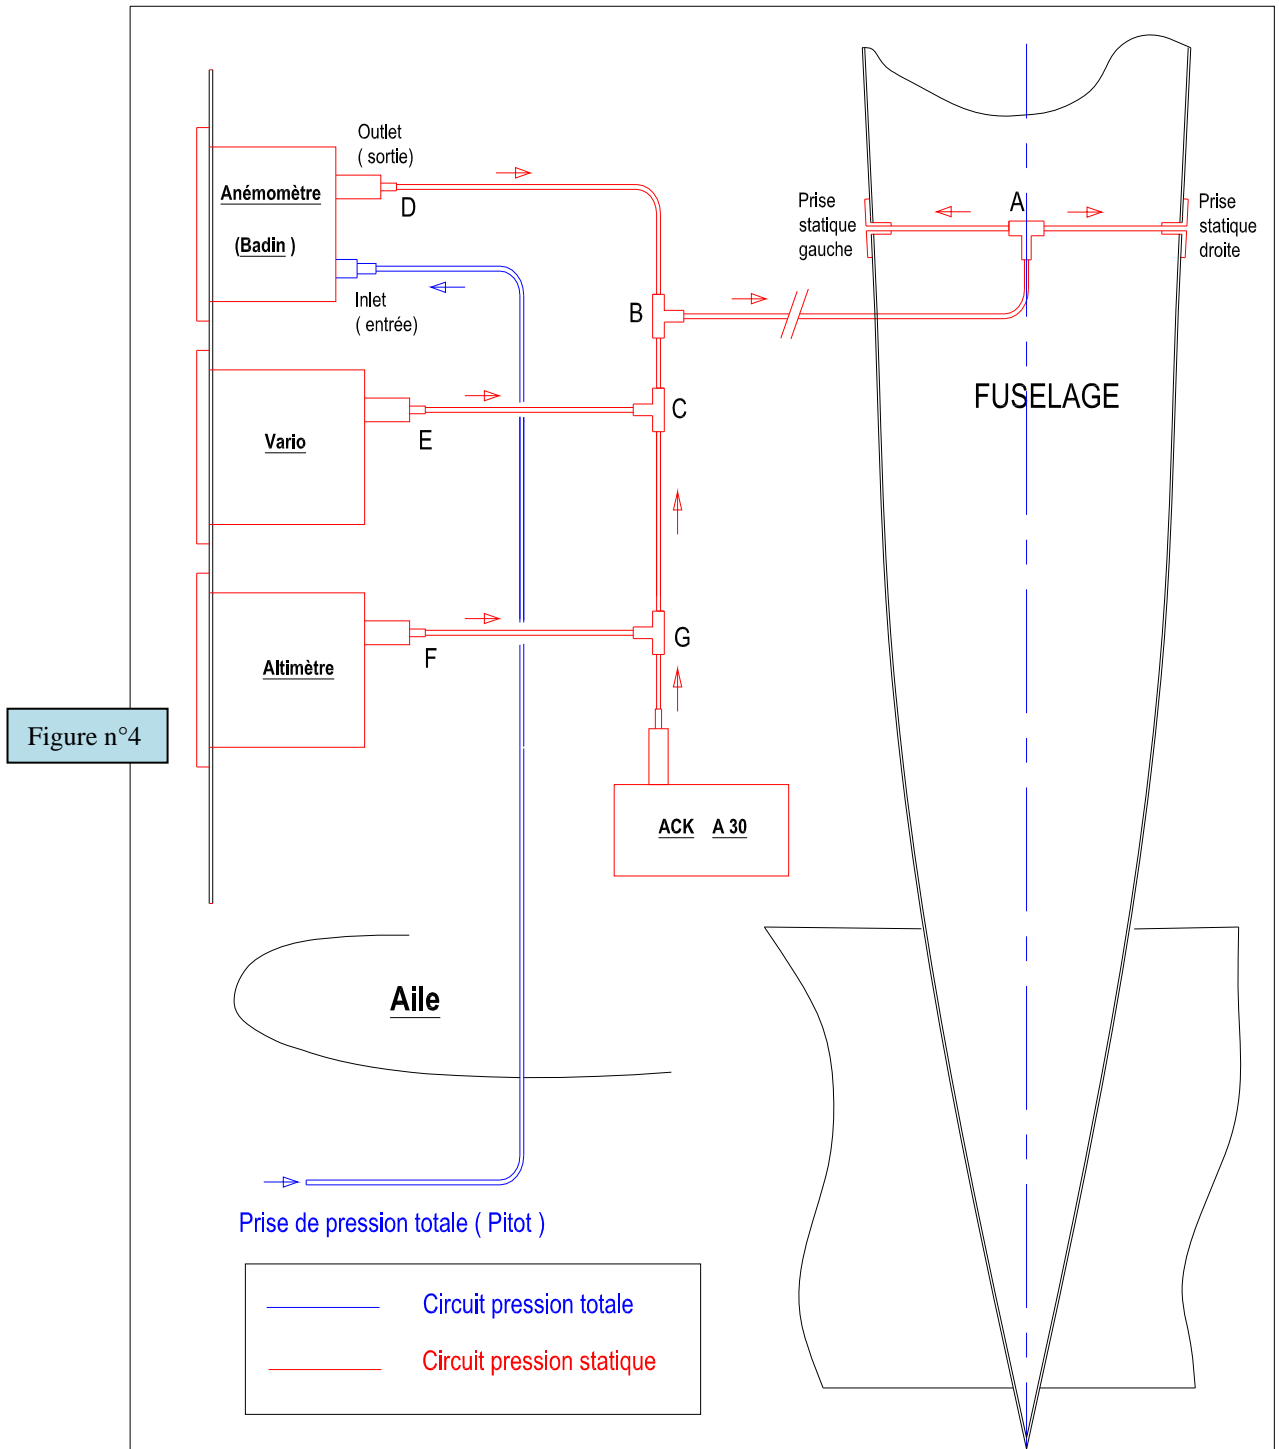 Outlet
( sortie)
Anémomètre
(Badin )
D
Inlet
( entrée)
B
A
Prise
statique
gauche
Prise
statique
droite
FUSELAGE
C
Vario
E
G
Altimètre
F
Figure n°4
ACK A 30
Aile
Prise de pression totale ( Pitot )
Circuit pression totale
Circuit pression statique